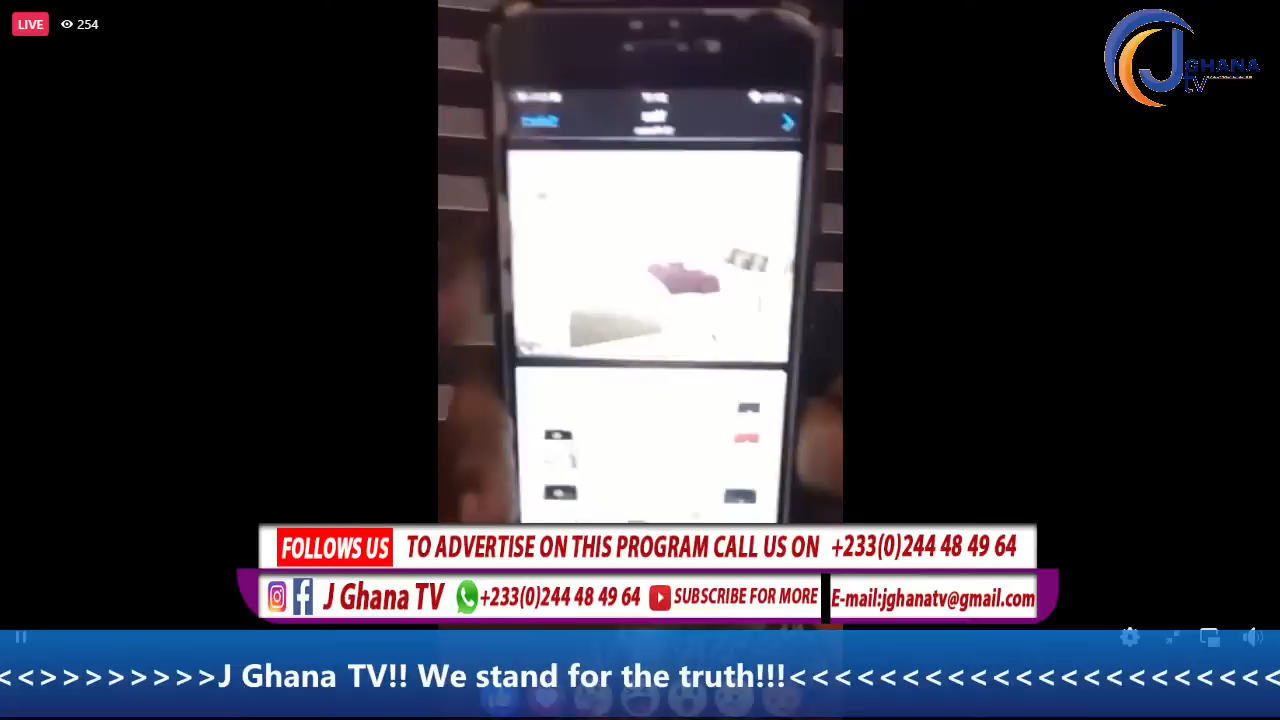 LIVE 254
J GHANA
TV
FOLLOWS US TO ADVERTISE ON THIS PROGRAM CALL US ON +233(0)244 48 49 64
J Ghana TV +233(0)244 48 49 64 SUBSCRIBE FOR MORE E-mail:jghanatv@gmail.com
<<>>>>>>>>>J Ghana TV!! We stand for the truth!!!<<<<<<<<<<<<<<<<<<<<<<